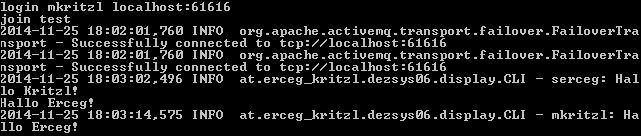 login mkritzl localhost:61616
join test
2014-11-25 18:02:01,760 INFO  org.apache.activemq.transport.failover.FailoverTra
nsport - Successfully connected to tcp://localhost:61616
2014-11-25 18:02:01,760 INFO  org.apache.activemq.transport.failover.FailoverTra
nsport - Successfully connected to tcp://localhost:61616
2014-11-25 18:03:02,496 INFO  at.erceg_kritzl.dezsys06.display.CLI - serceg: Hal
lo Kritzl!
Hallo Erceg!
2014-11-25 18:03:14,575 INFO  at.erceg_kritzl.dezsys06.display.CLI - mkritzl: Ha
llo Erceg!